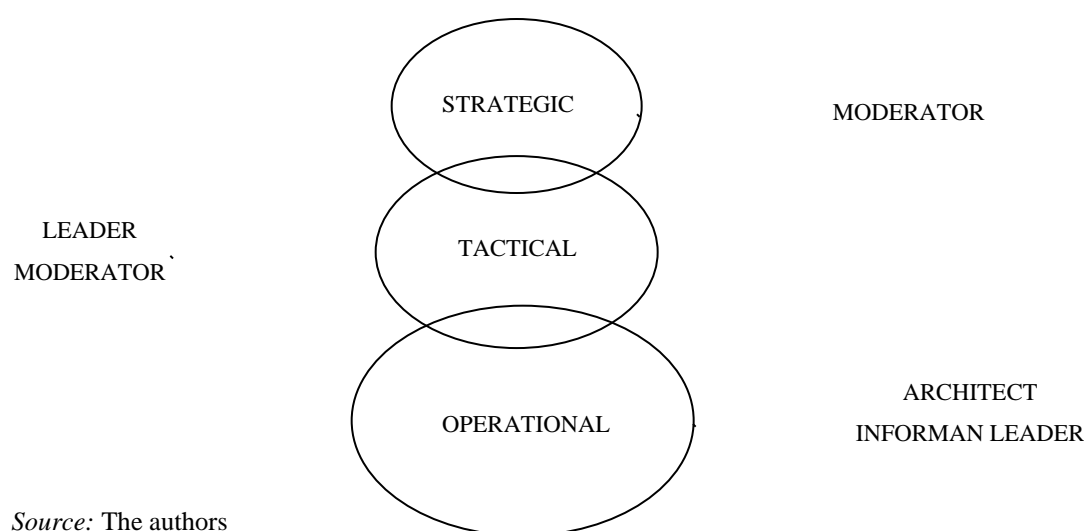 STRATEGIC
MODERATOR
LEADER
MODERATOR
TACTICAL
OPERATIONAL
ARCHITECT
INFORMAN LEADER
Source: The authors